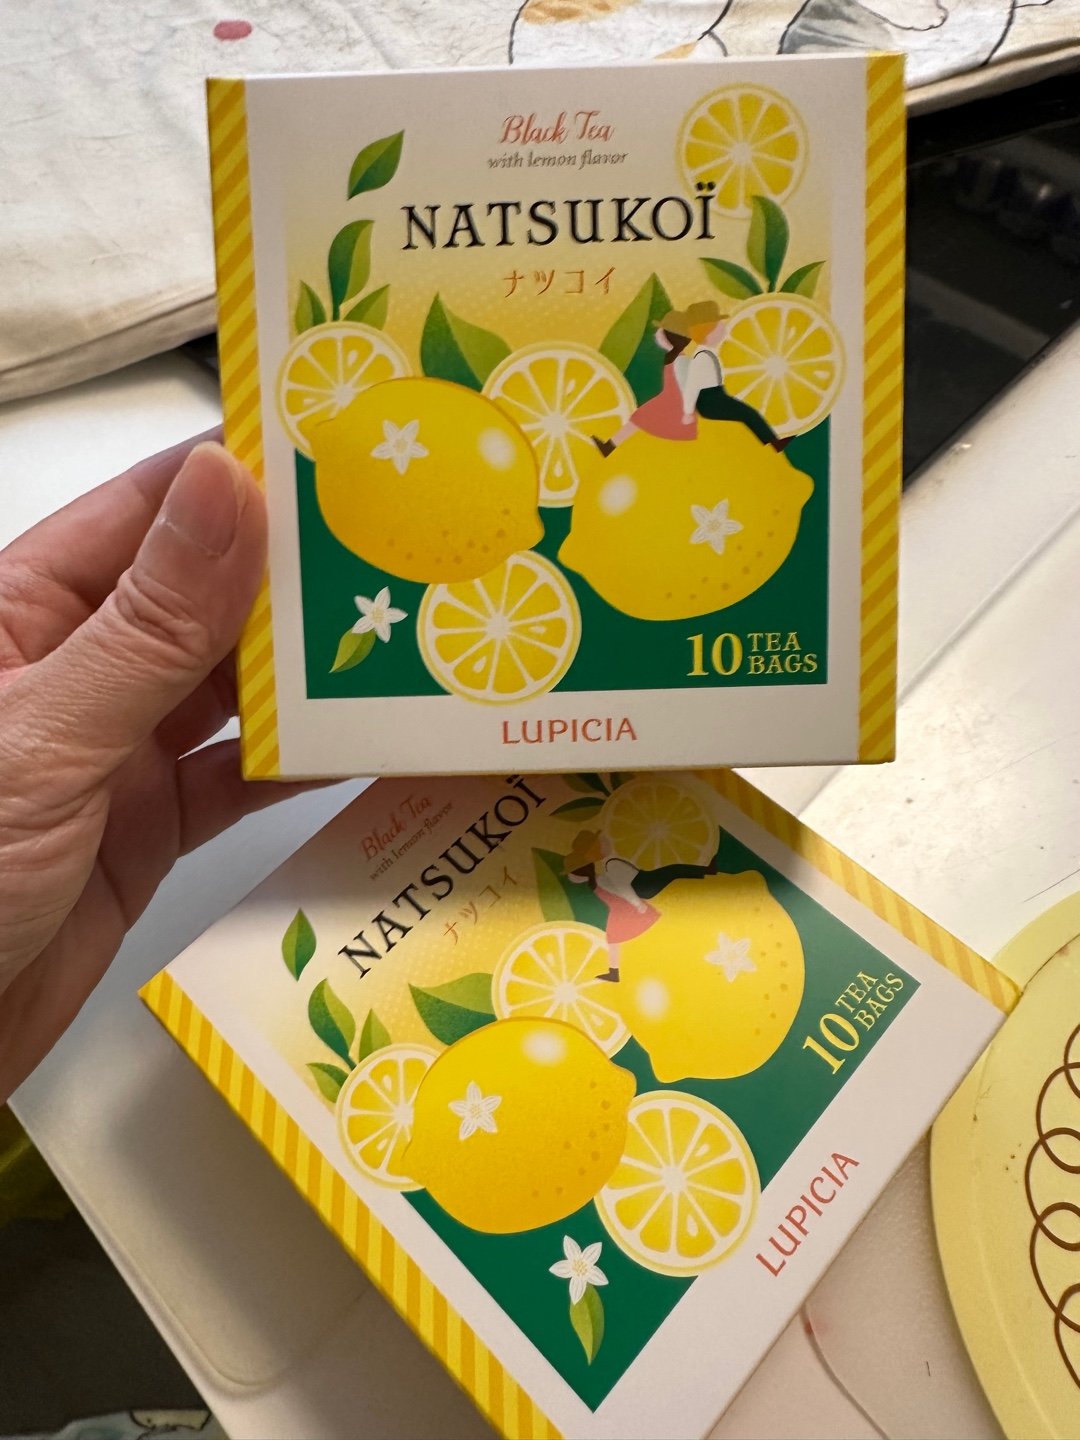 Black Tea
with lemon flavor
NATSUKOÏ
ナツコイ
10 TEA
BAGS
LUPICIA
Black Tea
with lemon flavor
NATSUKOÏ
ナツコイ
10 TEA
BAGS
LUPICIA